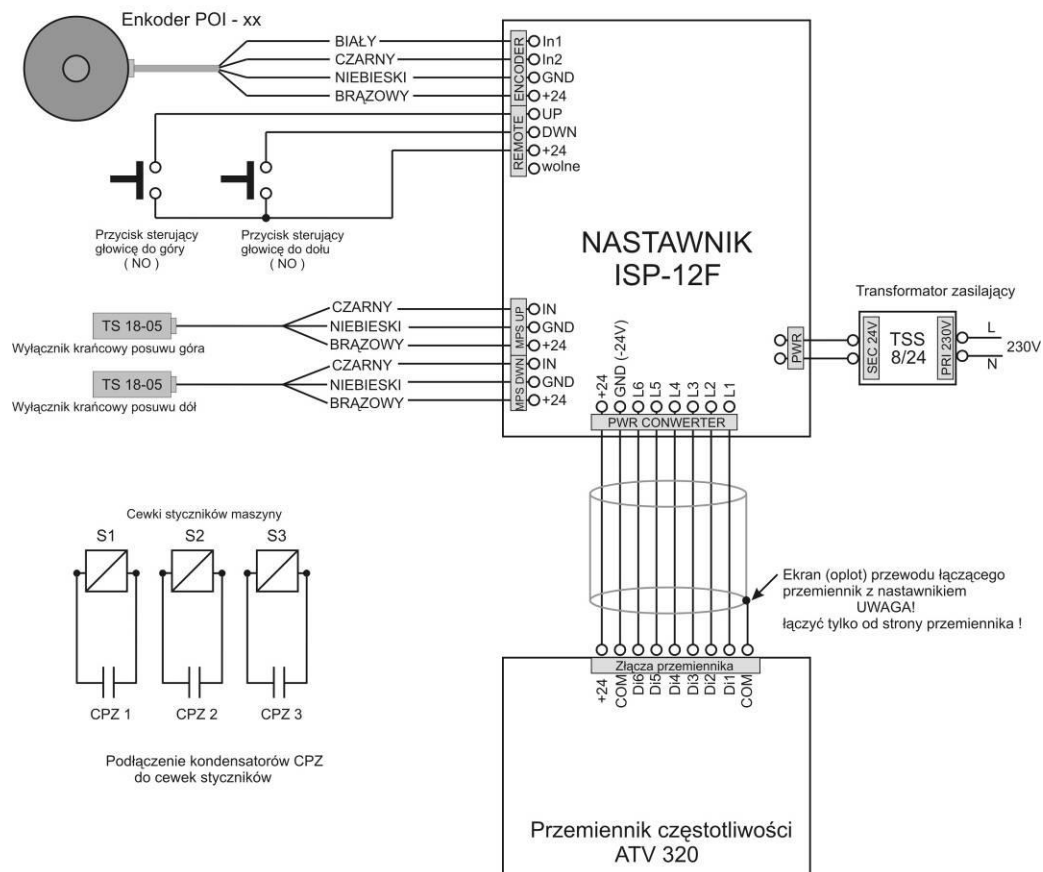 Enkoder POI - xx
BIAŁY
CZARNY
NIEBIESKI
BRĄZOWY
ENCODER
In1
In2
GND
+24
REMOTE
UP
DWN
+24
wolne
Przycisk sterujący
głowicę do góry
( NO )
Przycisk sterujący
głowicę do dołu
( NO )
NASTAWNIK
ISP-12F
TS 18-05
Wyłącznik krańcowy posuwu góra
CZARNY
NIEBIESKI
BRĄZOWY
MPS UP
IN
GND
+24
TS 18-05
Wyłącznik krańcowy posuwu dół
CZARNY
NIEBIESKI
BRĄZOWY
MPS DWN
IN
GND
+24
Transformator zasilający
PWR
SEC 24V
TSS
8/24
PRI 230V
L
N
230V
+24
GND (-24V)
L6
L5
L4
L3
L2
L1
PWR CONWERTER
Cewki styczników maszyny
S1
S2
S3
CPZ 1
CPZ 2
CPZ 3
Podłączenie kondensatorów CPZ
do cewek styczników
Ekran (oplot) przewodu łączącego
przemiennik z nastawnikiem
UWAGA!
łączyć tylko od strony przemiennika !
Złącza przemiennika
+24
COM
Di6
Di5
Di4
Di3
Di2
Di1
COM
Przemiennik częstotliwości
ATV 320